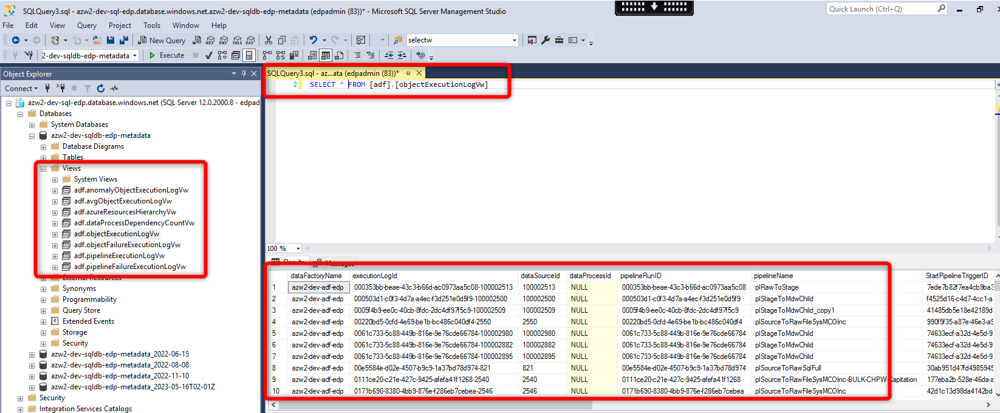 SQLQuery3.sql - azw2-dev-sql-edp.database.windows.net.azw2-dev-sqldb-edp-metadata (edpadmin (83))* - Microsoft SQL Server Management Studio
Quick Launch (Ctrl+Q)
File Edit View Query Project Tools Window Help
New Query
MDX DMX XMLA DAX
selectw
2-dev-sqldb-edp-metadata
Execute
Object Explorer
Connect
azw2-dev-sql-edp.database.windows.net (SQL Server 12.0.2000.8 - edpad
Databases
System Databases
azw2-dev-sqldb-edp-metadata
Database Diagrams
Tables
Views
System Views
adf.anomalyObjectExecutionLogVw
adf.avgObjectExecutionLogVw
adf.azureResourcesHierarchyVw
adf.dataProcessDependencyCountVw
adf.objectExecutionLogVw
adf.objectFailureExecutionLogVw
adf.pipelineExecutionLogVw
adf.pipelineFailureExecutionLogVw
External Resources
Synonyms
Programmability
Query Store
Extended Events
Storage
Security
azw2-dev-sqldb-edp-metadata_2022-06-15
azw2-dev-sqldb-edp-metadata_2022-08-08
azw2-dev-sqldb-edp-metadata_2022-11-10
azw2-dev-sqldb-edp-metadata_2023-05-16T02-01Z
Security
Integration Services Catalogs
SQLQuery3.sql - az...ata (edpadmin (83))*
2 SELECT * FROM [adf].[objectExecutionLogVw]
100 %
Results Messages
dataFactoryName executionLogId dataSourceId dataProcessId pipelineRunID pipelineName StartPipelineTriggerID
1 azw2-dev-adf-edp 000353bb-beae-43c3-b66d-ac0973aa5c08-100002513 100002513 NULL 000353bb-beae-43c3-b66d-ac0973aa5c08 plRawToStage 7ede7b82f7ea4cb9ba3
2 azw2-dev-adf-edp 000503d1-c0f3-4d7a-a4ec-f3d251e0d5f9-100002500 100002500 NULL 000503d1-c0f3-4d7a-a4ec-f3d251e0d5f9 plStageToMdwChild f4525d16-c4d7-4cc1-a
3 azw2-dev-adf-edp 0005f4b9-ee0c-40cb-8fdc-2dc4df97f5c9-100002509 100002509 NULL 0005f4b9-ee0c-40cb-8fdc-2dc4df97f5c9 plStageToMdwChild_copy1 41485db5e18e42189d
4 azw2-dev-adf-edp 00220bd5-0cfd-4e69-be1b-bc486c040df4-2550 2550 NULL 00220bd5-0cfd-4e69-be1b-bc486c040df4 plSourceToRawFileSysMCOInc 990f5f35-a87e-46e3-a9
5 azw2-dev-adf-edp 0061c733-5c88-449b-816e-9e76cde66784-100002980 100002980 NULL 0061c733-5c88-449b-816e-9e76cde66784 plStageToMdwChild 74633ecf-a32d-4e5d-9
6 azw2-dev-adf-edp 0061c733-5c88-449b-816e-9e76cde66784-100002882 100002882 NULL 0061c733-5c88-449b-816e-9e76cde66784 plStageToMdwChild 74633ecf-a32d-4e5d-9
7 azw2-dev-adf-edp 0061c733-5c88-449b-816e-9e76cde66784-100002895 100002895 NULL 0061c733-5c88-449b-816e-9e76cde66784 plStageToMdwChild 74633ecf-a32d-4e5d-9
8 azw2-dev-adf-edp 00e5584e-d02e-4507-b9c9-1a37bd78d974-821 821 NULL 00e5584e-d02e-4507-b9c9-1a37bd78d974 plSourceToRawSqlFull 30ab951d47fd4985945
9 azw2-dev-adf-edp 0111ce20-c21e-427c-9425-afefa41f1268-2540 2540 NULL 0111ce20-c21e-427c-9425-afefa41f1268 plSourceToRawFileSysMCOInc-BULK-CHPW-Capitation 177eba2b-528e-46da-a
10 azw2-dev-adf-edp 0171b690-8380-4bb9-876e-f286eb7cebea-2546 2546 NULL 0171b690-8380-4bb9-876e-f286eb7cebea plSourceToRawFileSysMCOInc 42d1c13d98da4142bd